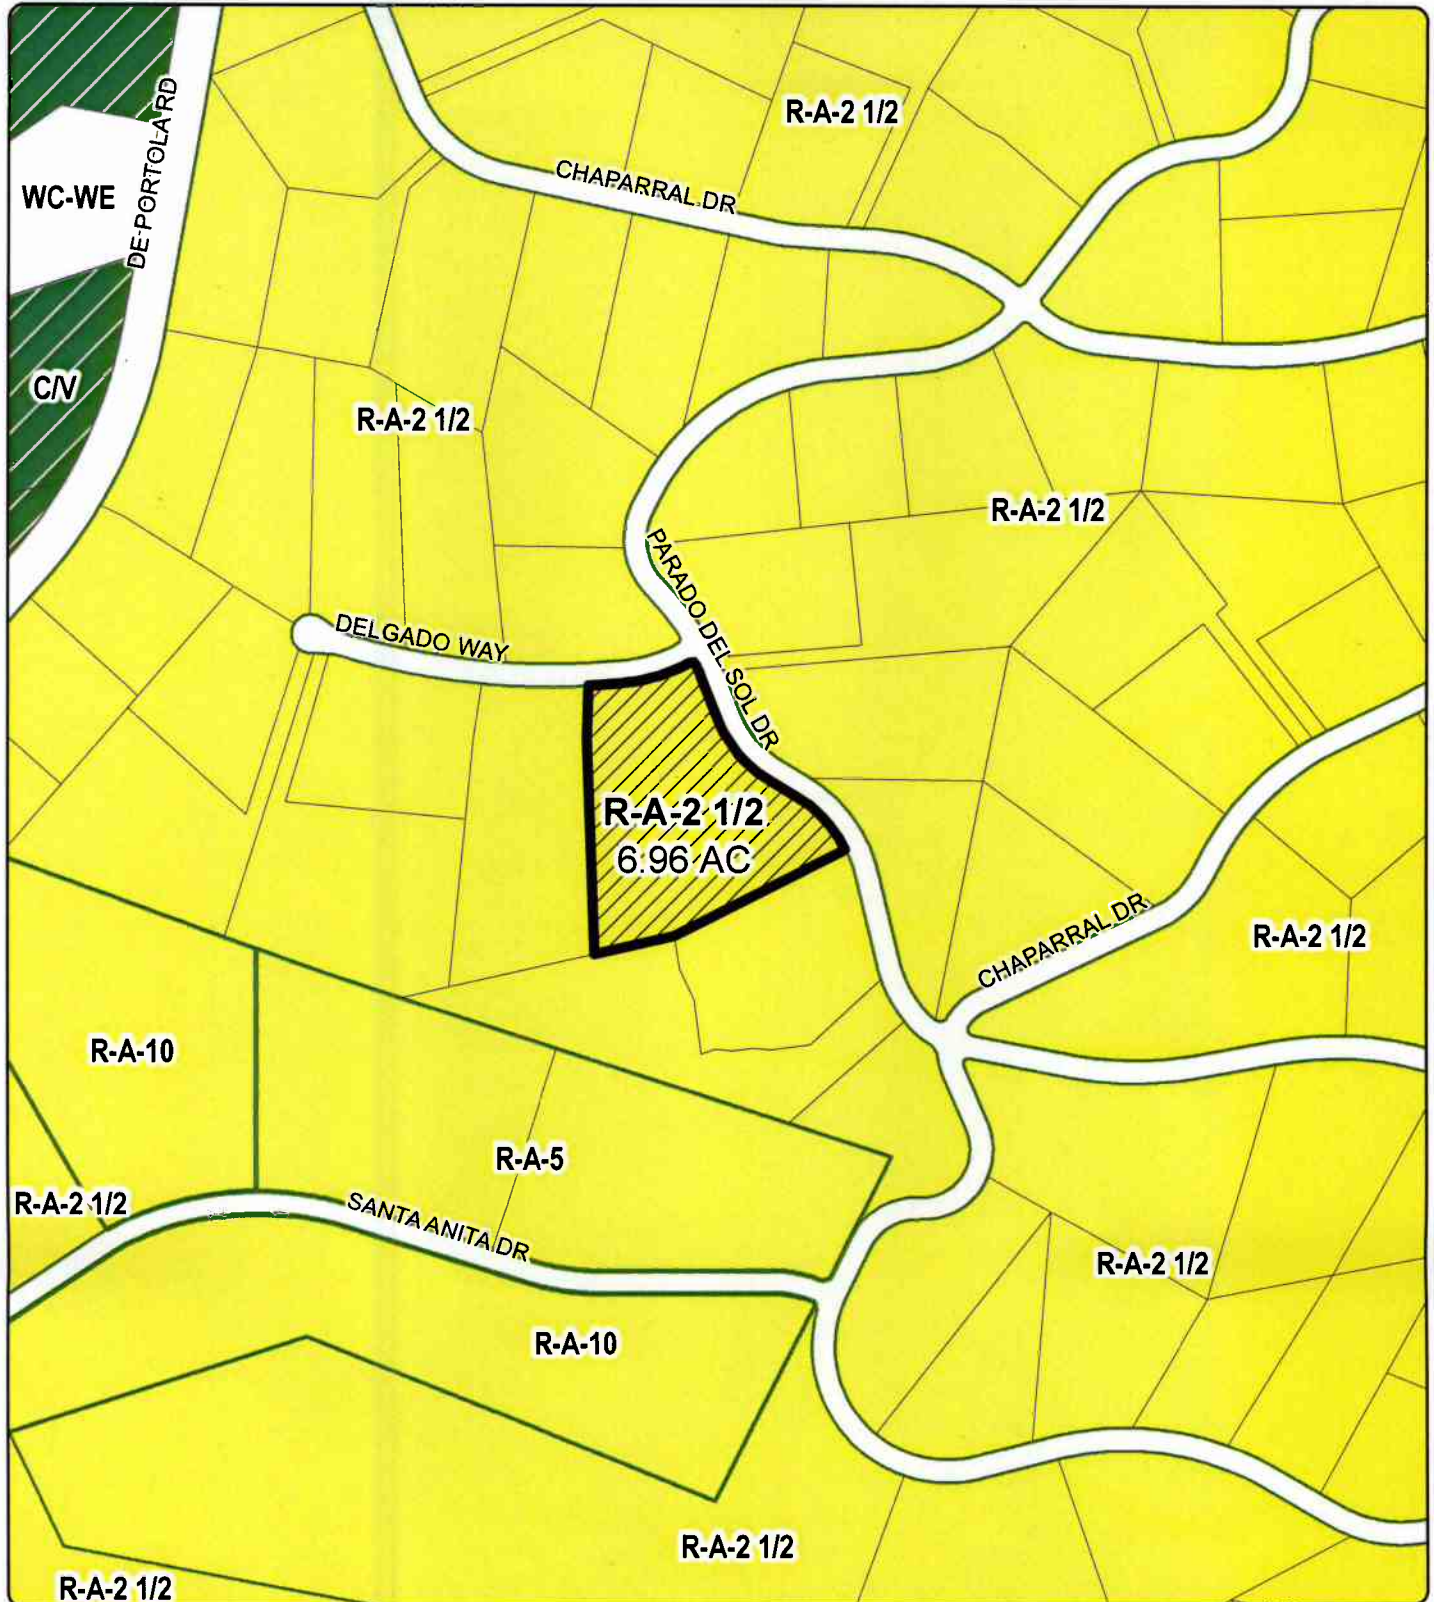 R-A-2 1/2
DE PORTOLA RD
WC-WE
CHAPARRAL DR
C/V
R-A-2 1/2
R-A-2 1/2
PARADO DEL SOL DR
DELGADO WAY
R-A-2 1/2
6.96 AC
CHAPARRAL DR
R-A-2 1/2
R-A-10
R-A-5
R-A-2 1/2
SANTA ANITA DR
R-A-2 1/2
R-A-10
R-A-2 1/2
R-A-2 1/2